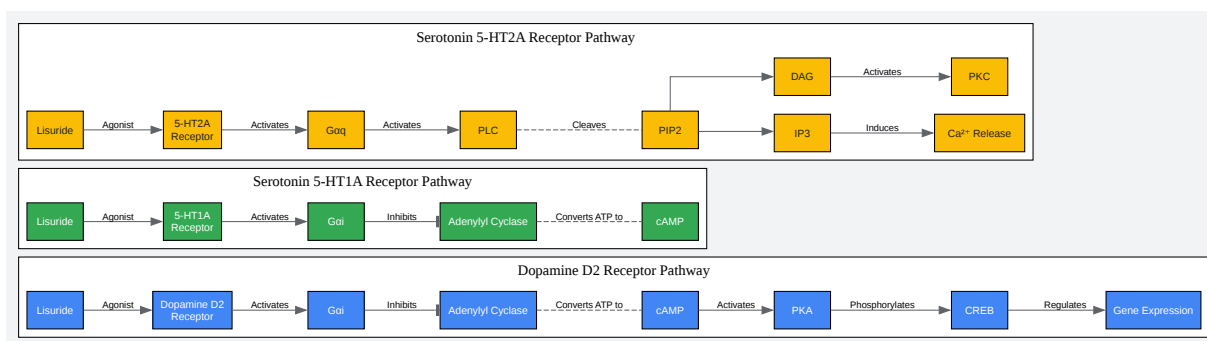 Serotonin 5-HT2A Receptor Pathway
DAG
Activates
PKC
Lisuride
Agonist
5-HT2A
Receptor
Activates
Gαq
Activates
PLC
Cleaves
PIP2
IP3
Induces
Ca²⁺ Release
Serotonin 5-HT1A Receptor Pathway
Lisuride
Agonist
5-HT1A
Receptor
Activates
Gαi
Inhibits
Adenylyl Cyclase
Converts ATP to
cAMP
Dopamine D2 Receptor Pathway
Lisuride
Agonist
Dopamine D2
Receptor
Activates
Gαi
Inhibits
Adenylyl Cyclase
Converts ATP to
cAMP
Activates
PKA
Phosphorylates
CREB
Regulates
Gene Expression